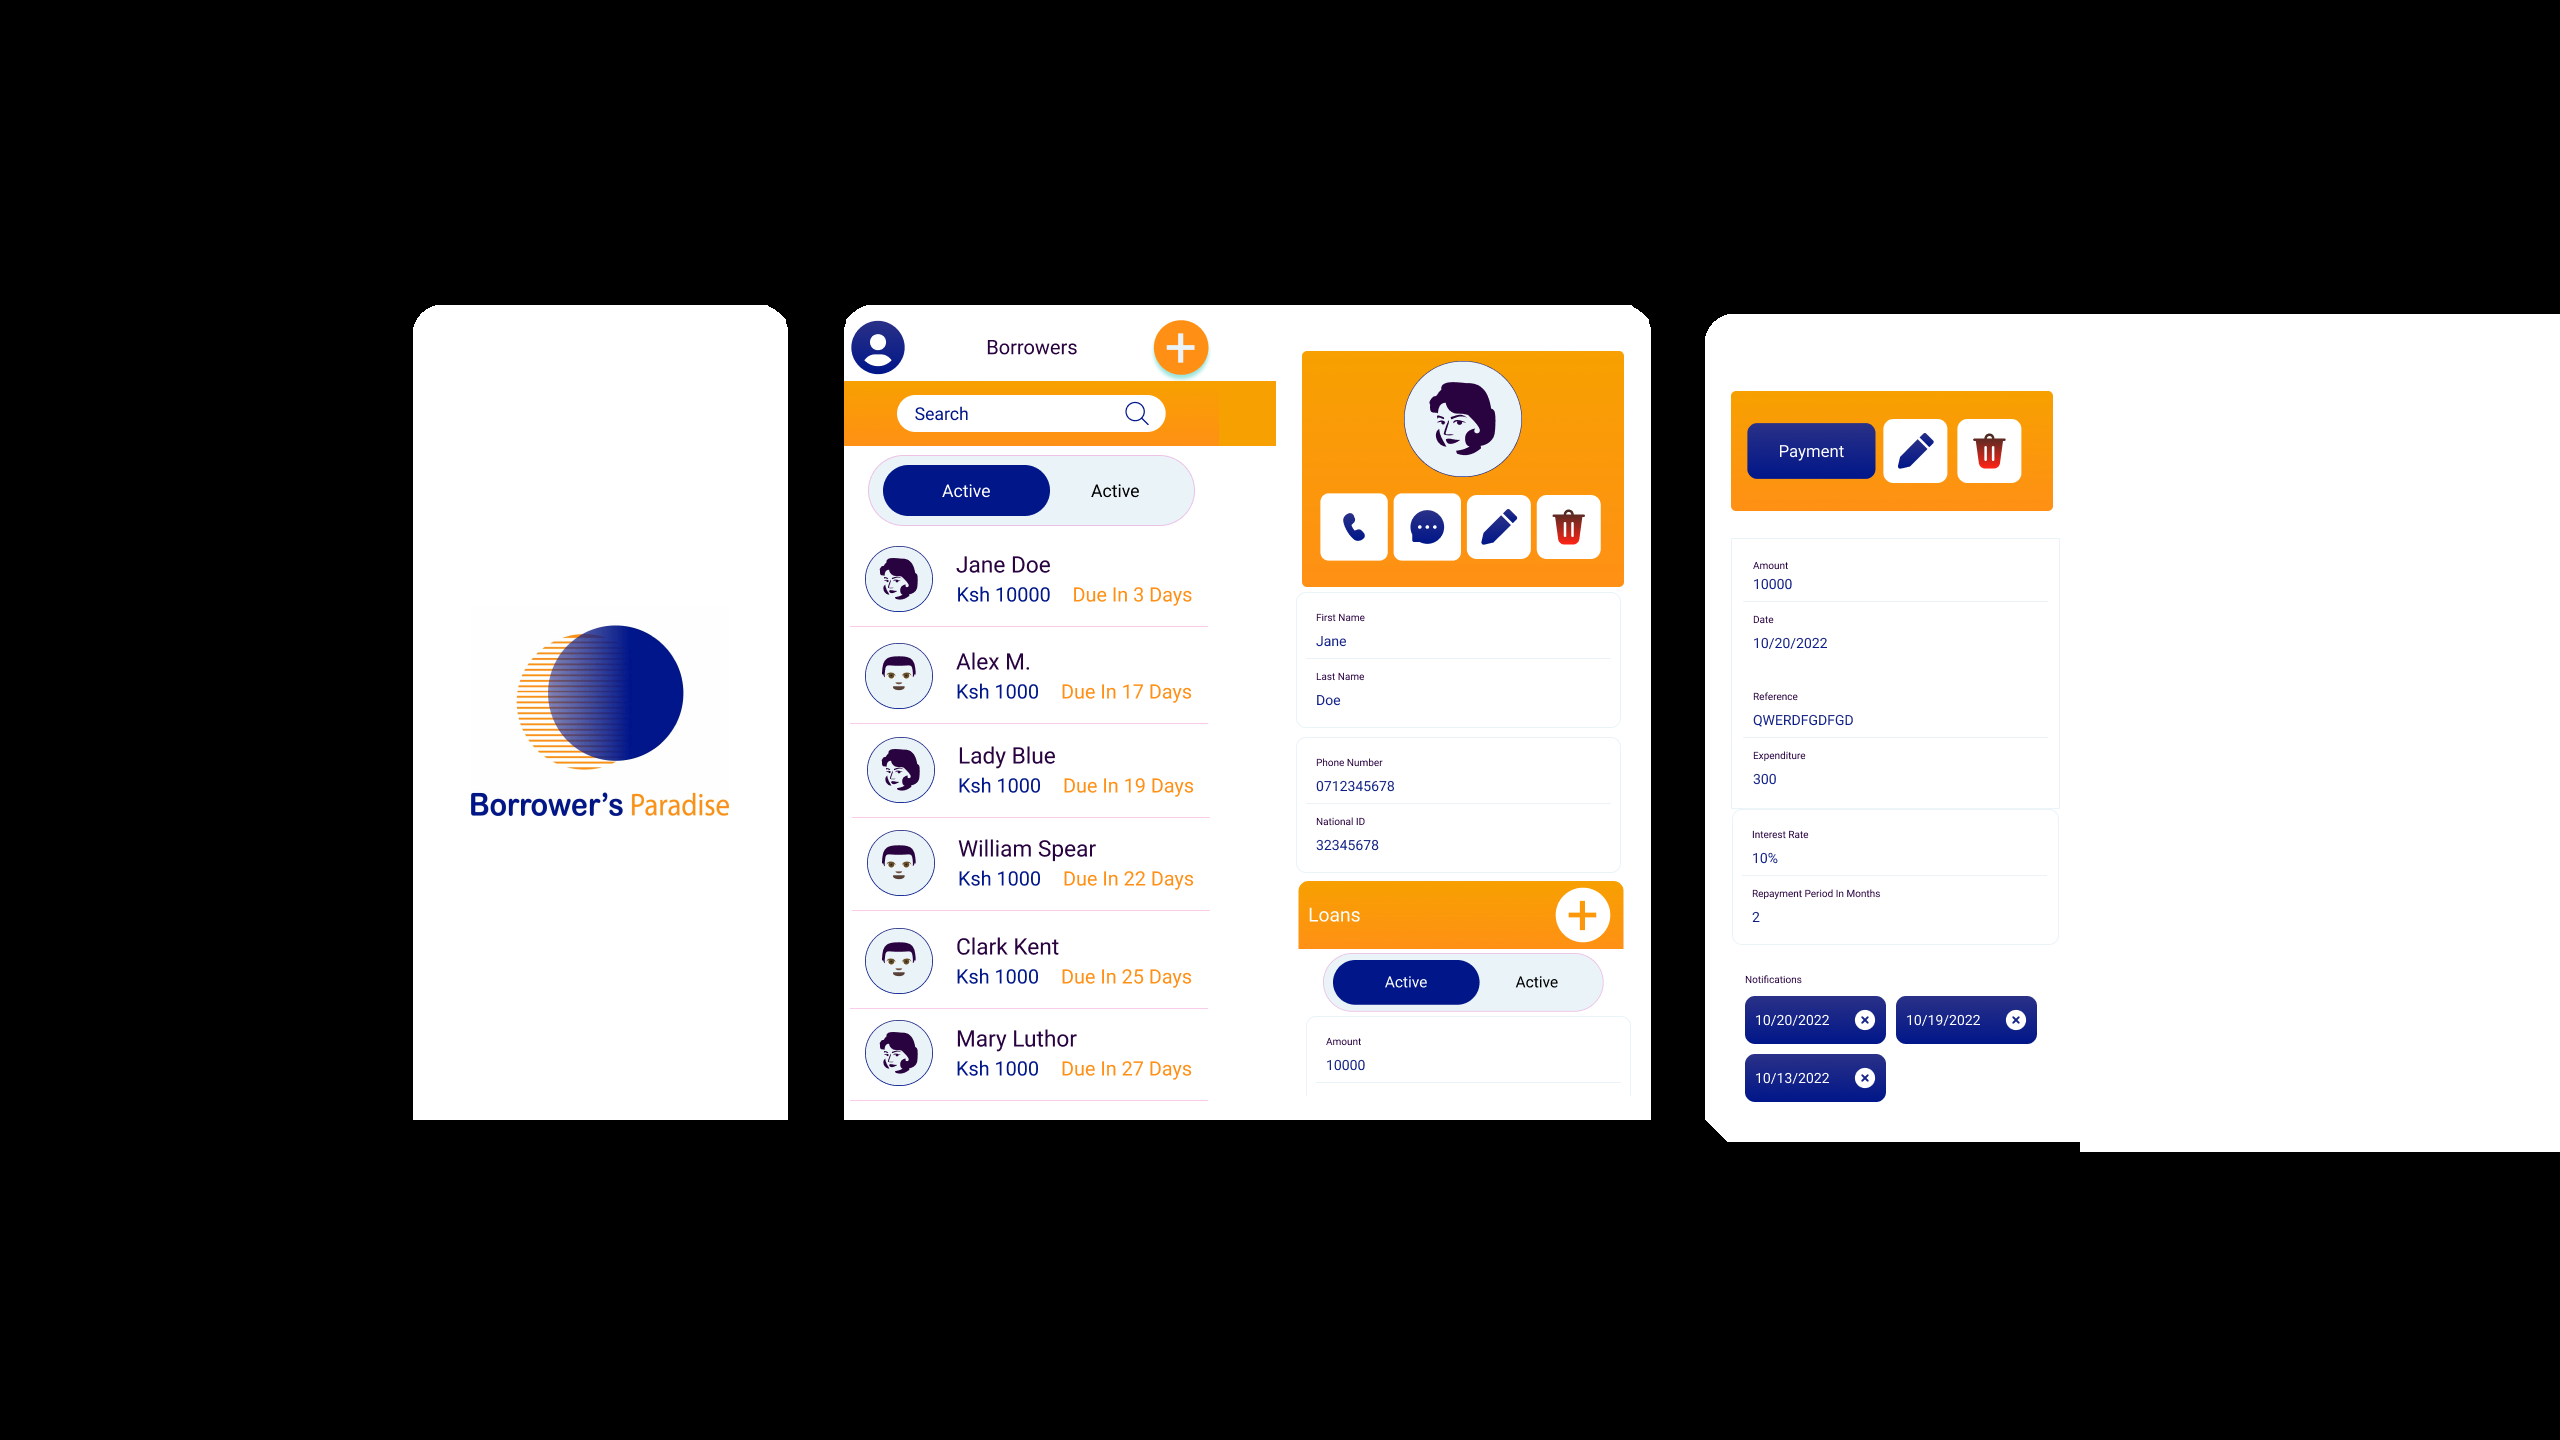 Borrower's Paradise
Borrowers
Search
Active Active
Jane Doe
Ksh 10000 Due In 3 Days
Alex M.
Ksh 1000 Due In 17 Days
Lady Blue
Ksh 1000 Due In 19 Days
William Spear
Ksh 1000 Due In 22 Days
Clark Kent
Ksh 1000 Due In 25 Days
Mary Luthor
Ksh 1000 Due In 27 Days
First Name
Jane
Last Name
Doe
Phone Number
0712345678
National ID
32345678
Loans
Active Active
Amount
10000
Payment
Amount
10000
Date
10/20/2022
Reference
QWERDFGDFGD
Expenditure
300
Interest Rate
10%
Repayment Period In Months
2
Notifications
10/20/2022 10/19/2022
10/13/2022